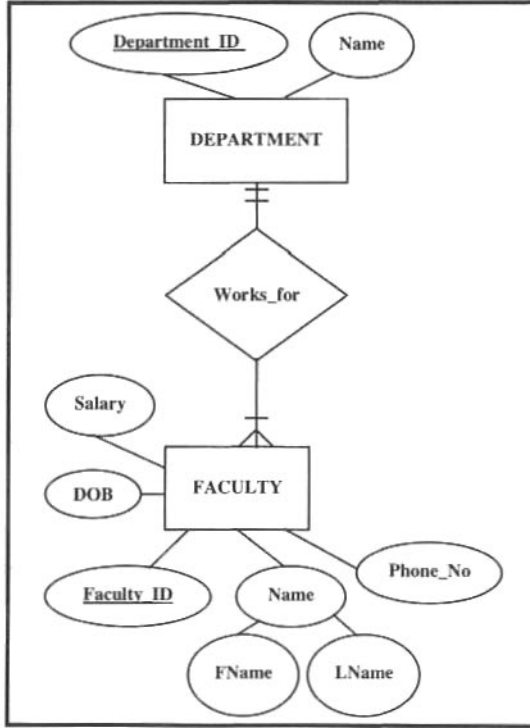 Department_ID
Name
DEPARTMENT
Works_for
Salary
FACULTY
DOB
Phone_No
Faculty_ID
Name
FName
LName